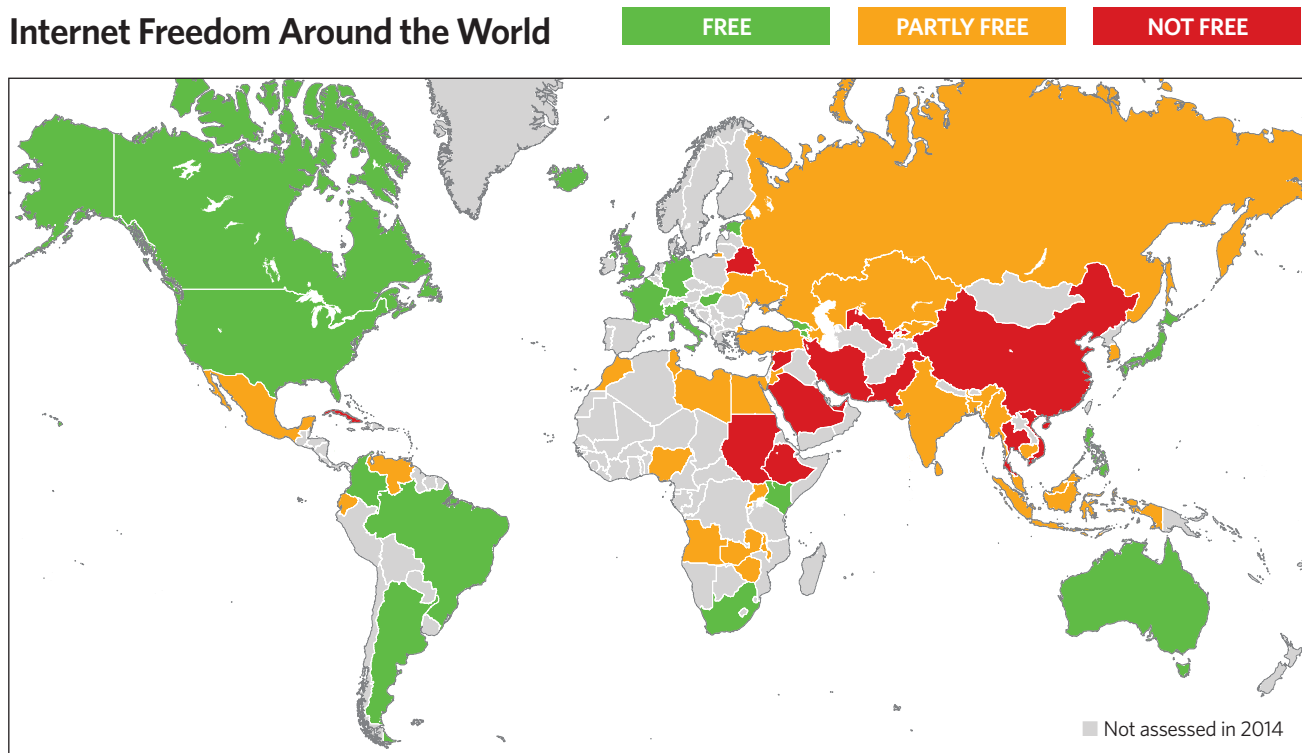 Internet Freedom Around the World
FREE
PARTLY FREE
NOT FREE
Not assessed in 2014